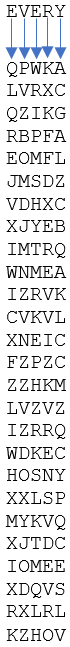 EVERY
QPWKA
LVRXC
QZIKG
RBPFA
EOMFL
JMSDZ
VDHXC
XJYEB
IMTRQ
WNMEA
IZRVK
CVKVL
XNEIC
FZPZC
ZZHKM
LVZVZ
IZRRQ
WDKEC
HOSNY
XXLSP
MYKVQ
XJTDC
IOMEE
XDQVS
RXLRL
KZHOV